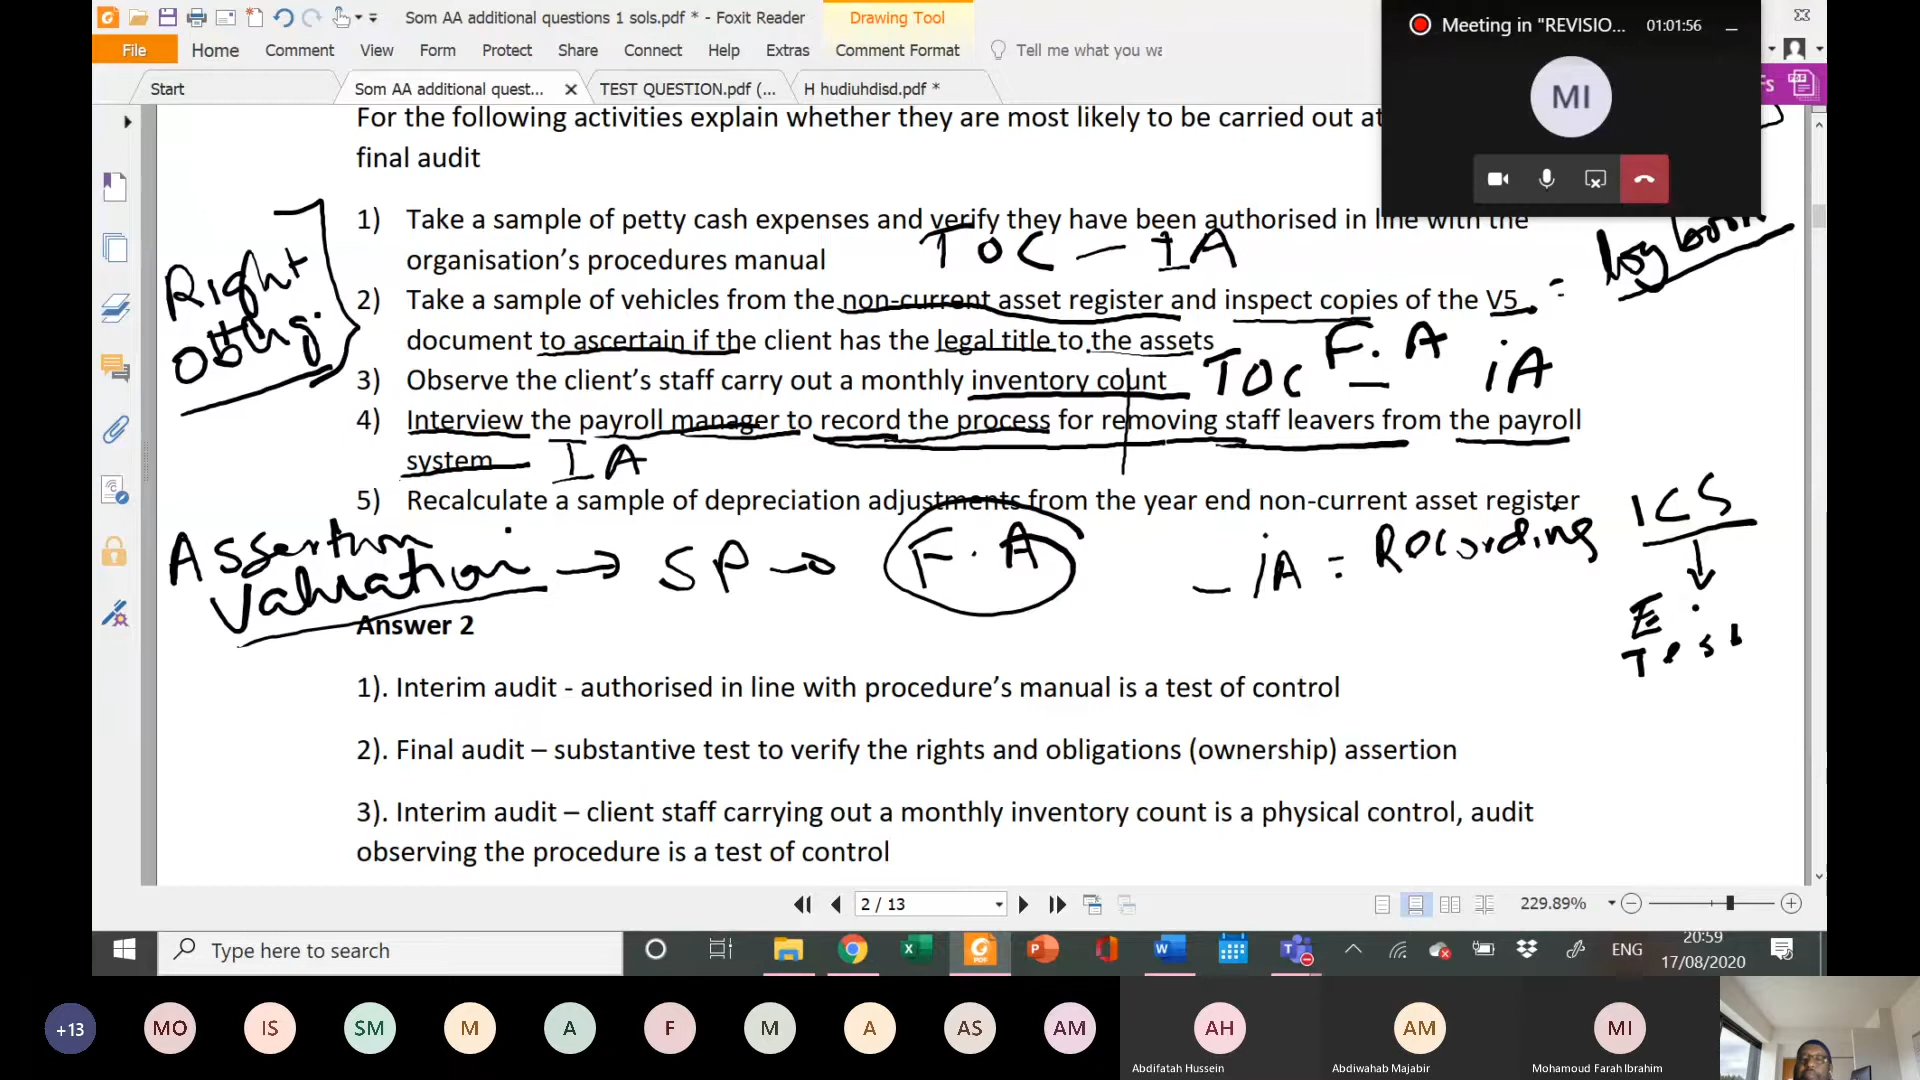 Som AA additional questions 1 sols.pdf * - Foxit Reader
Drawing Tool
File Home Comment View Form Protect Share Connect Help Extras Comment Format Tell me what you wa
Meeting in "REVISIO... 01:01:56
MI
Start
Som AA additional quest...
TEST QUESTION.pdf (...
H hudiuhdisd.pdf *
For the following activities explain whether they are most likely to be carried out at
final audit
1) Take a sample of petty cash expenses and verify they have been authorised in line with the
organisation's procedures manual
TOC - IA
log book
2) Take a sample of vehicles from the non-current asset register and inspect copies of the V5
document to ascertain if the client has the legal title to the assets
F.A
Right
3) Observe the client's staff carry out a monthly inventory count
TOC iA
4) Interview the payroll manager to record the process for removing staff leavers from the payroll
system
IA
5) Recalculate a sample of depreciation adjustments from the year end non-current asset register
ICS
Valuation → SP → F.A
- iA = Recording
E
Test
Answer 2
1). Interim audit - authorised in line with procedure's manual is a test of control
2). Final audit – substantive test to verify the rights and obligations (ownership) assertion
3). Interim audit – client staff carrying out a monthly inventory count is a physical control, audit
observing the procedure is a test of control
2 / 13
229.89%
Type here to search
ENG
20:59
17/08/2020
+13 MO IS SM M A F M A AS AM AH AM MI
Abdifatah Hussein
Abdiwahab Majabir
Mohamoud Farah Ibrahim